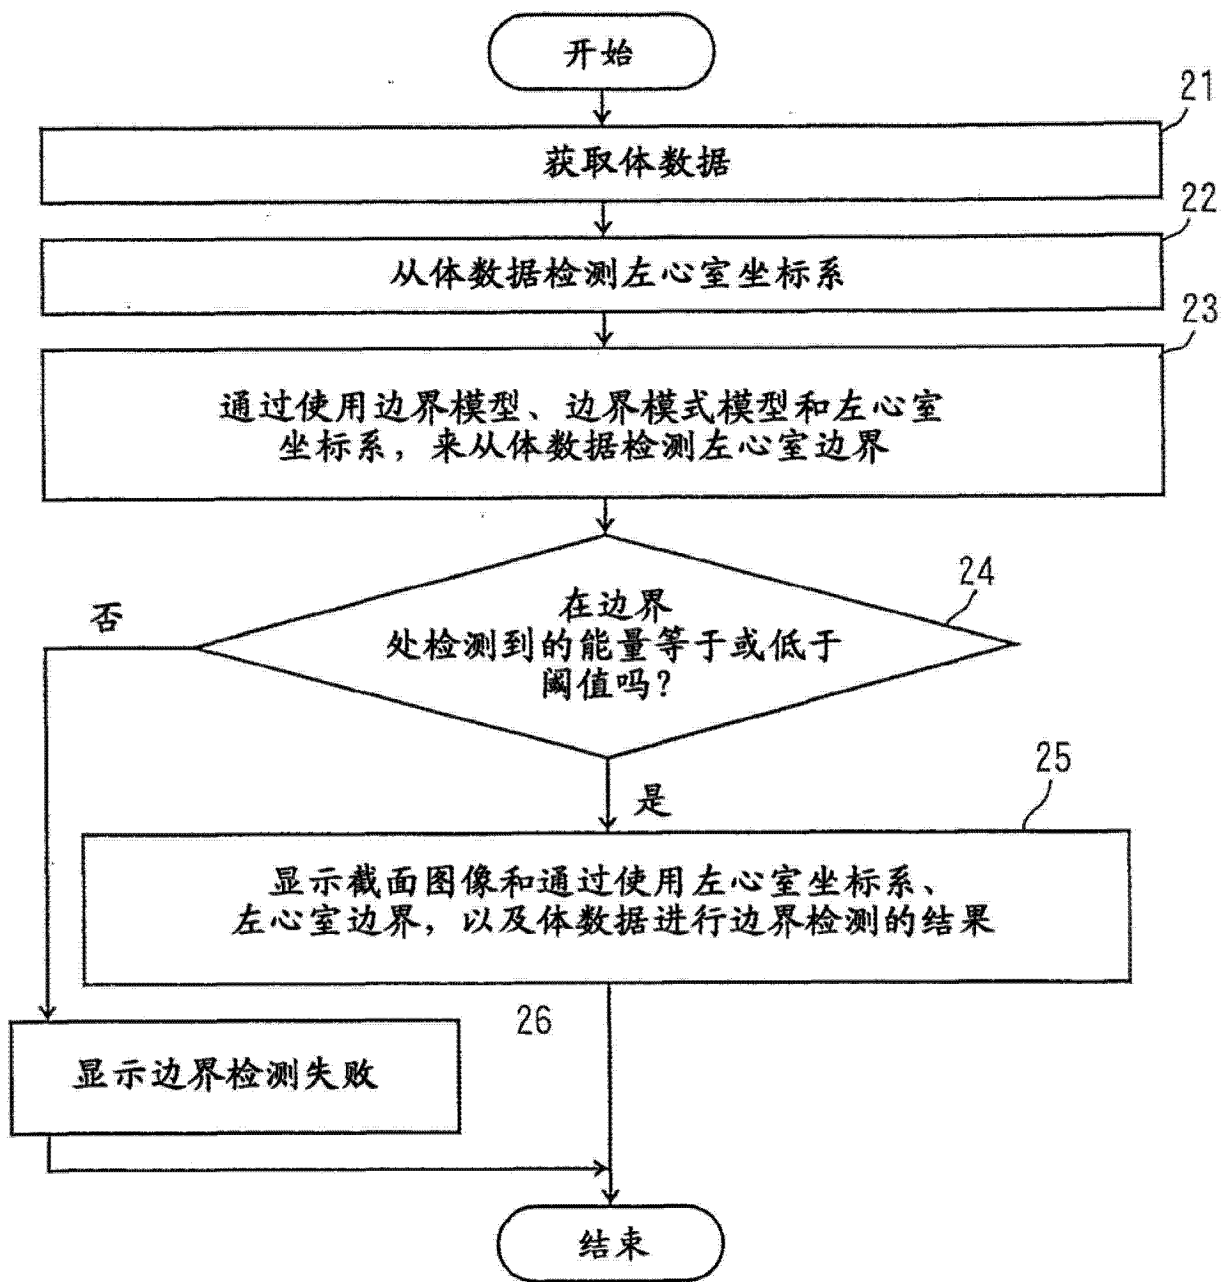 开始
21
获取体数据
22
从体数据检测左心室坐标系
23
通过使用边界模型、边界模式模型和左心室
坐标系，来从体数据检测左心室边界
24
在边界
处检测到的能量等于或低于
阈值吗？
否
是
25
显示截面图像和通过使用左心室坐标系、
左心室边界，以及体数据进行边界检测的结果
26
显示边界检测失败
结束